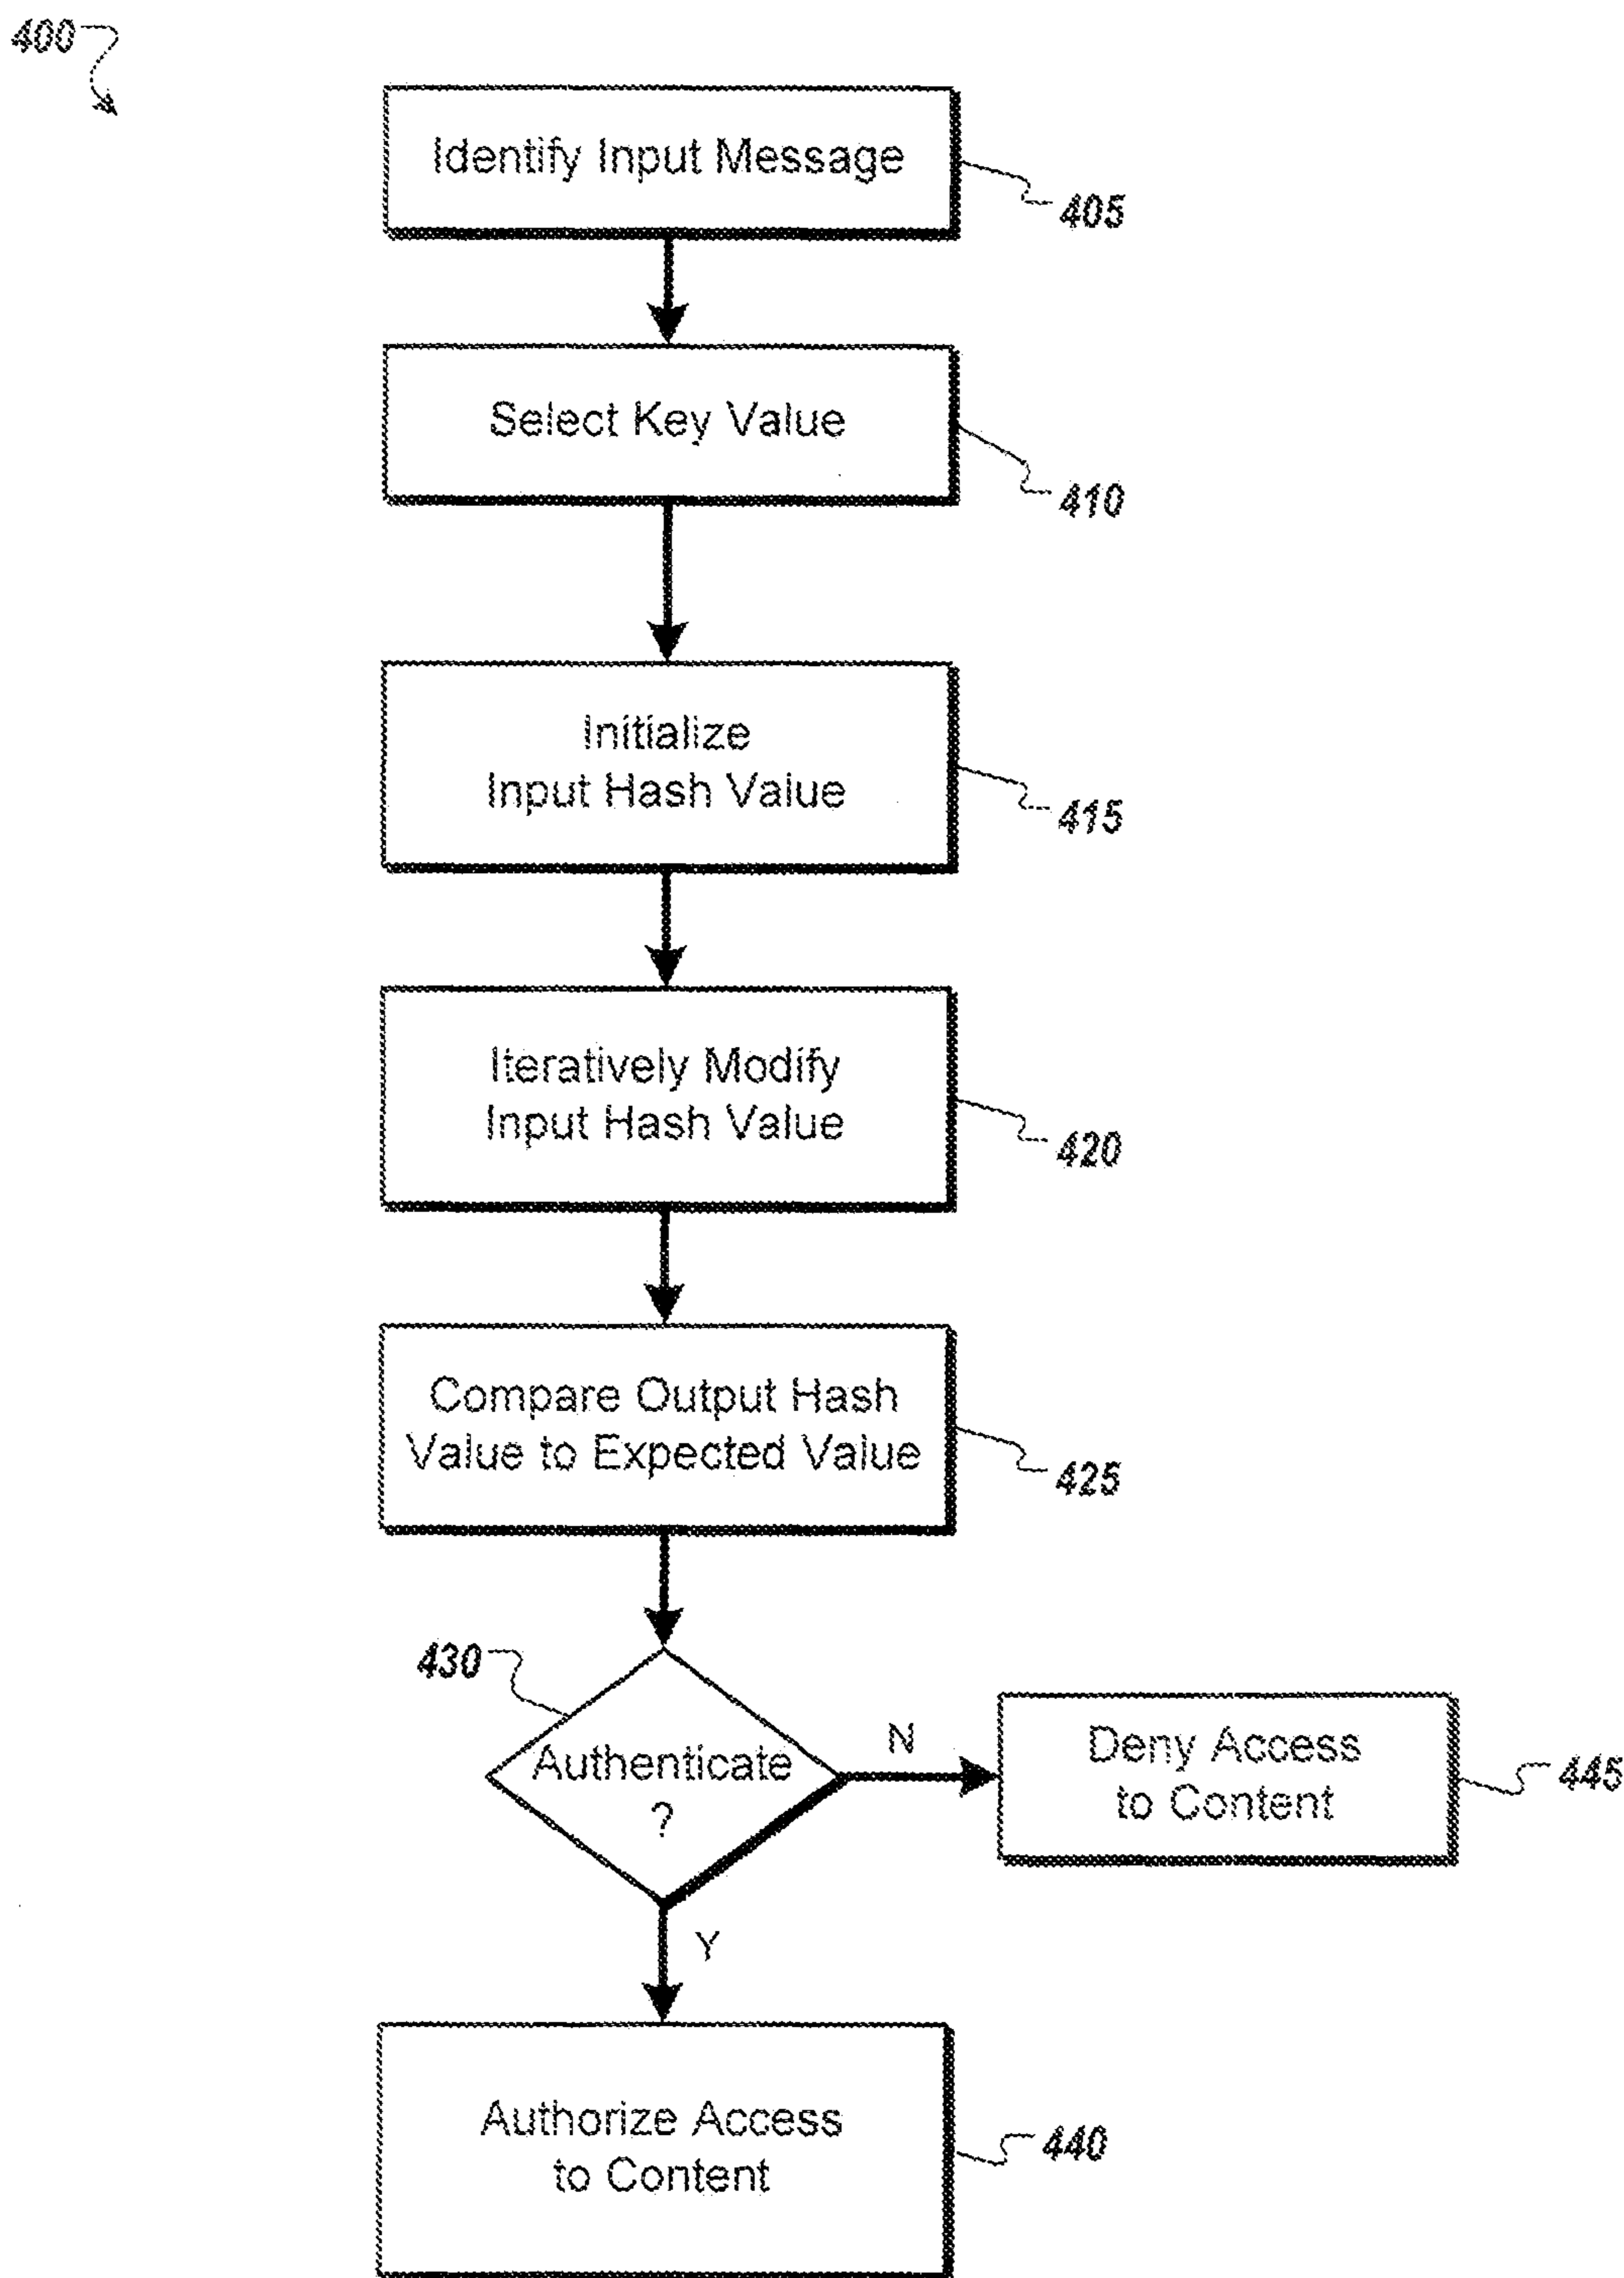 400
Identify Input Message
405
Select Key Value
410
Initialize
Input Hash Value
415
Iteratively Modify
Input Hash Value
420
Compare Output Hash
Value to Expected Value
425
430
Authenticate
?
N
Deny Access
to Content
445
Y
Authorize Access
to Content
440